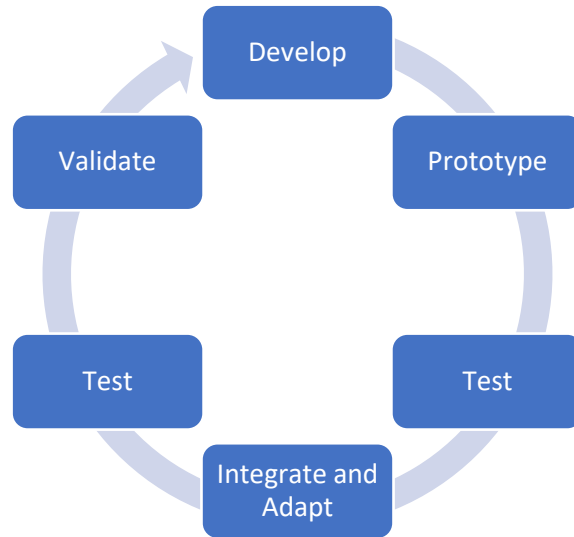 Develop
Prototype
Test
Integrate and
Adapt
Test
Validate